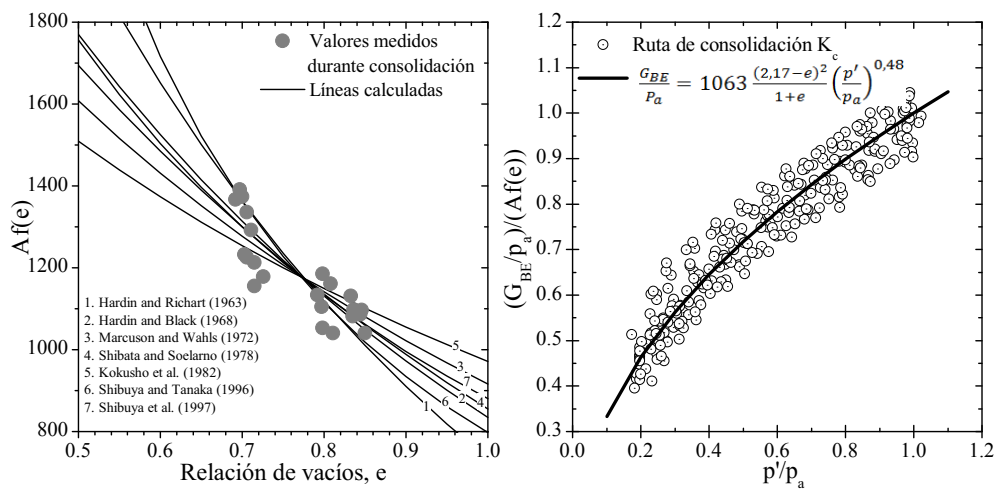 1800
1600
1400
1200
1000
800
Af(e)
Valores medidos
durante consolidación
Líneas calculadas
1. Hardin and Richart (1963)
2. Hardin and Black (1968)
3. Marcuson and Wahls (1972)
4. Shibata and Soelarno (1978)
5. Kokusho et al. (1982)
6. Shibuya and Tanaka (1996)
7. Shibuya et al. (1997)
5
3
7
4
2
6
1
0.5 0.6 0.7 0.8 0.9 1.0
Relación de vacíos, e
1.2
1.1
1.0
0.9
0.8
0.7
0.6
0.5
0.4
0.3
(G_BE/p_a)/(Af(e))
Ruta de consolidación K_c
G_BE/P_a = 1063 (2,17−e)²/1+e (p'/p_a)^0,48
0.0 0.2 0.4 0.6 0.8 1.0 1.2
p'/p_a